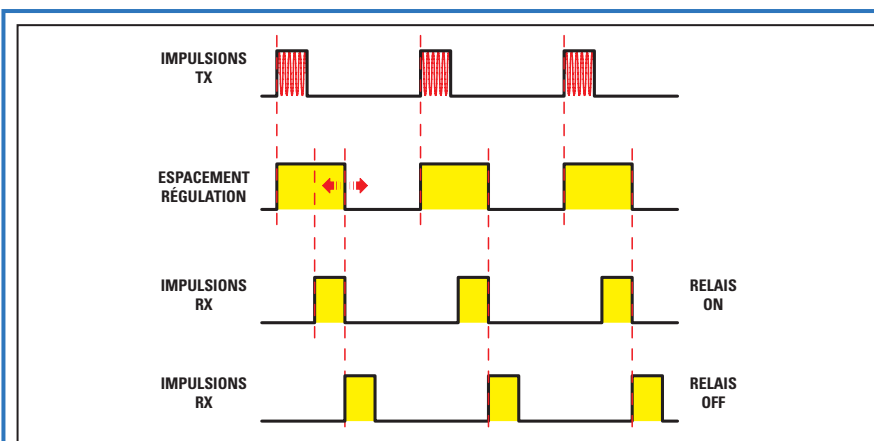 IMPULSIONS
TX
ESPACEMENT
RÉGULATION
IMPULSIONS
RX
RELAIS
ON
IMPULSIONS
RX
RELAIS
OFF